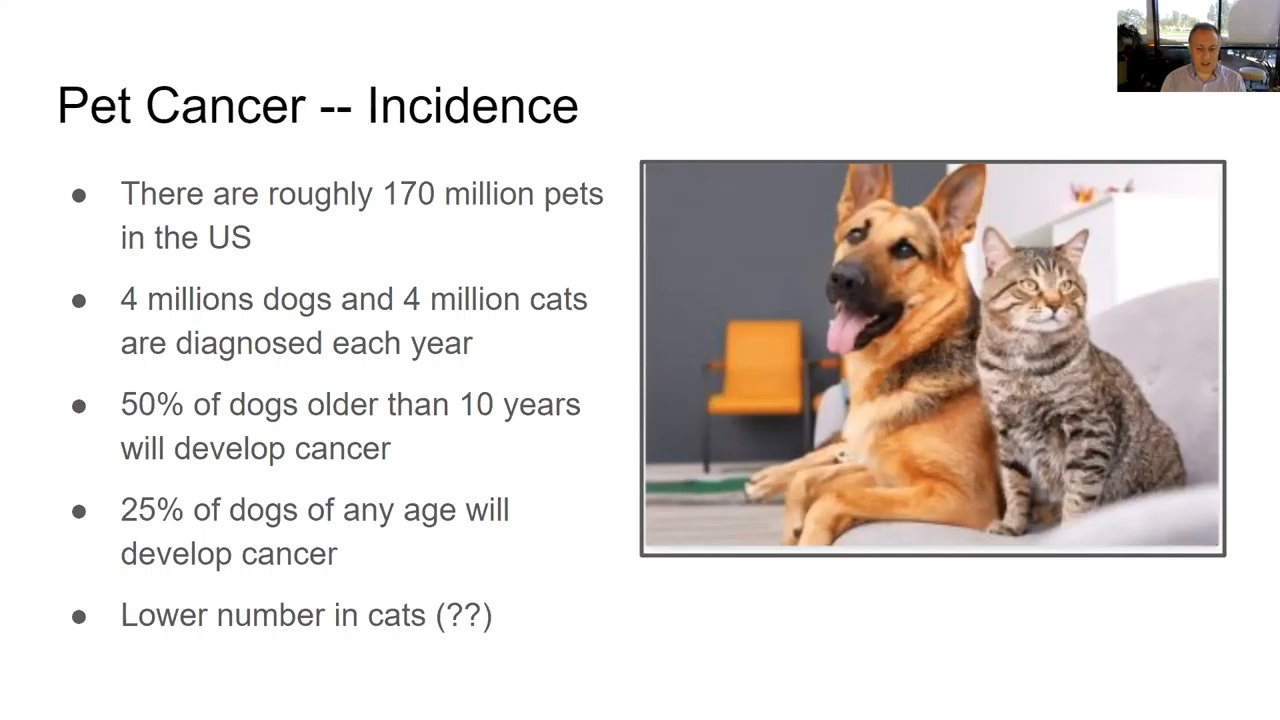 Pet Cancer -- Incidence
● There are roughly 170 million pets
in the US
● 4 millions dogs and 4 million cats
are diagnosed each year
● 50% of dogs older than 10 years
will develop cancer
● 25% of dogs of any age will
develop cancer
● Lower number in cats (??)